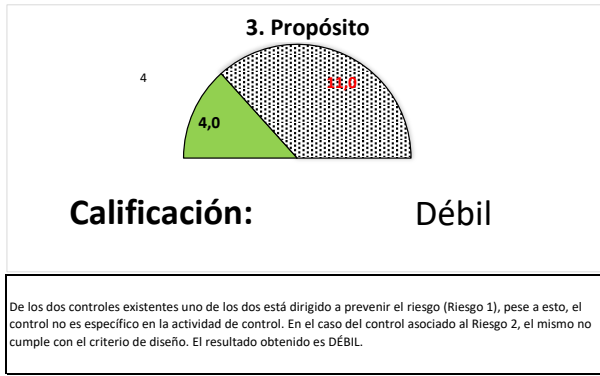 3. Propósito
4
11,0
4,0
Calificación: Débil
De los dos controles existentes uno de los dos está dirigido a prevenir el riesgo (Riesgo 1), pese a esto, el
control no es específico en la actividad de control. En el caso del control asociado al Riesgo 2, el mismo no
cumple con el criterio de diseño. El resultado obtenido es DÉBIL.